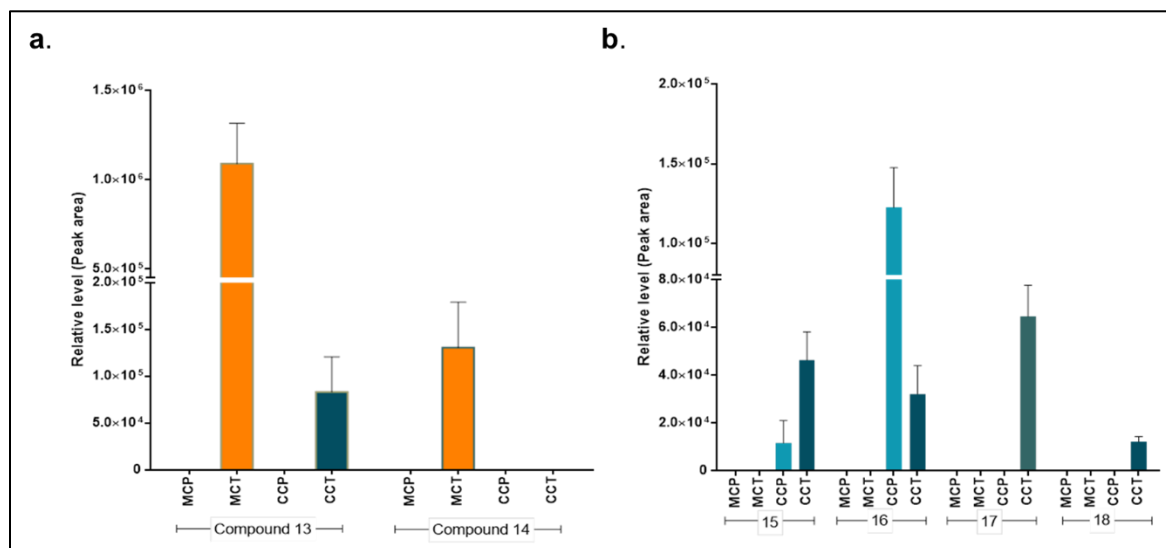 a.
Relative level (Peak area)
1.5×10⁶
1.0×10⁶
5.0×10⁵
2.0×10⁵
1.5×10⁵
1.0×10⁵
5.0×10⁴
0
MCP MCT CCP CCT MCP MCT CCP CCT
Compound 13 Compound 14
b.
Relative level (Peak area)
2.0×10⁵
1.5×10⁵
1.0×10⁵
8.0×10⁴
6.0×10⁴
4.0×10⁴
2.0×10⁴
0
MCP MCT CCP CCT MCP MCT CCP CCT MCP MCT CCP CCT MCP MCT CCP CCT
15 16 17 18